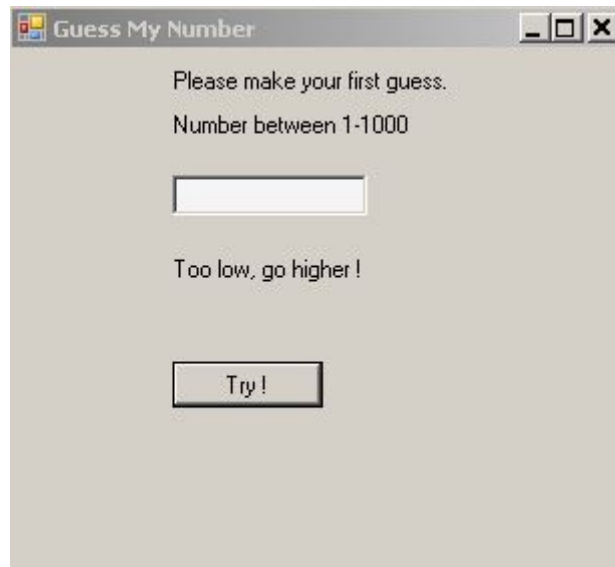 Guess My Number
Please make your first guess.
Number between 1-1000
Too low, go higher !
Try !